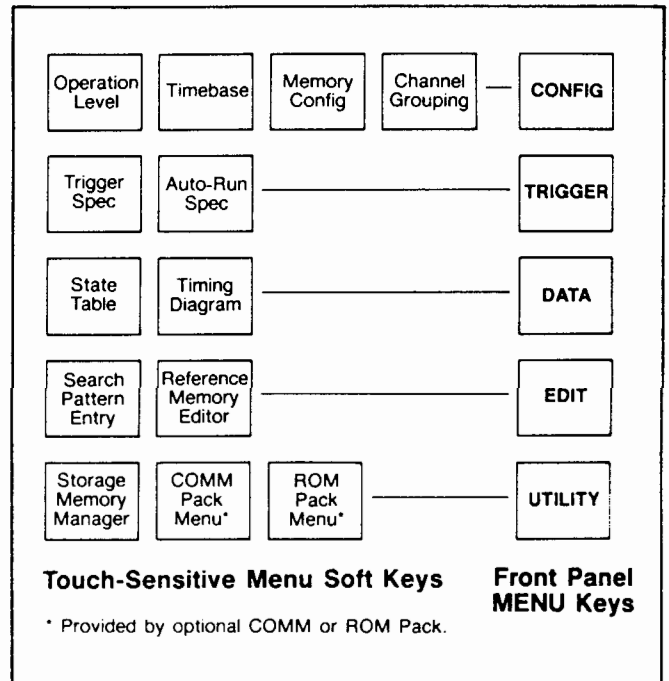 Operation
Level
Timebase
Memory
Config
Channel
Grouping
CONFIG
Trigger
Spec
Auto-Run
Spec
TRIGGER
State
Table
Timing
Diagram
DATA
Search
Pattern
Entry
Reference
Memory
Editor
EDIT
Storage
Memory
Manager
COMM
Pack
Menu*
ROM
Pack
Menu*
UTILITY
Touch-Sensitive Menu Soft Keys
Front Panel
MENU Keys
* Provided by optional COMM or ROM Pack.